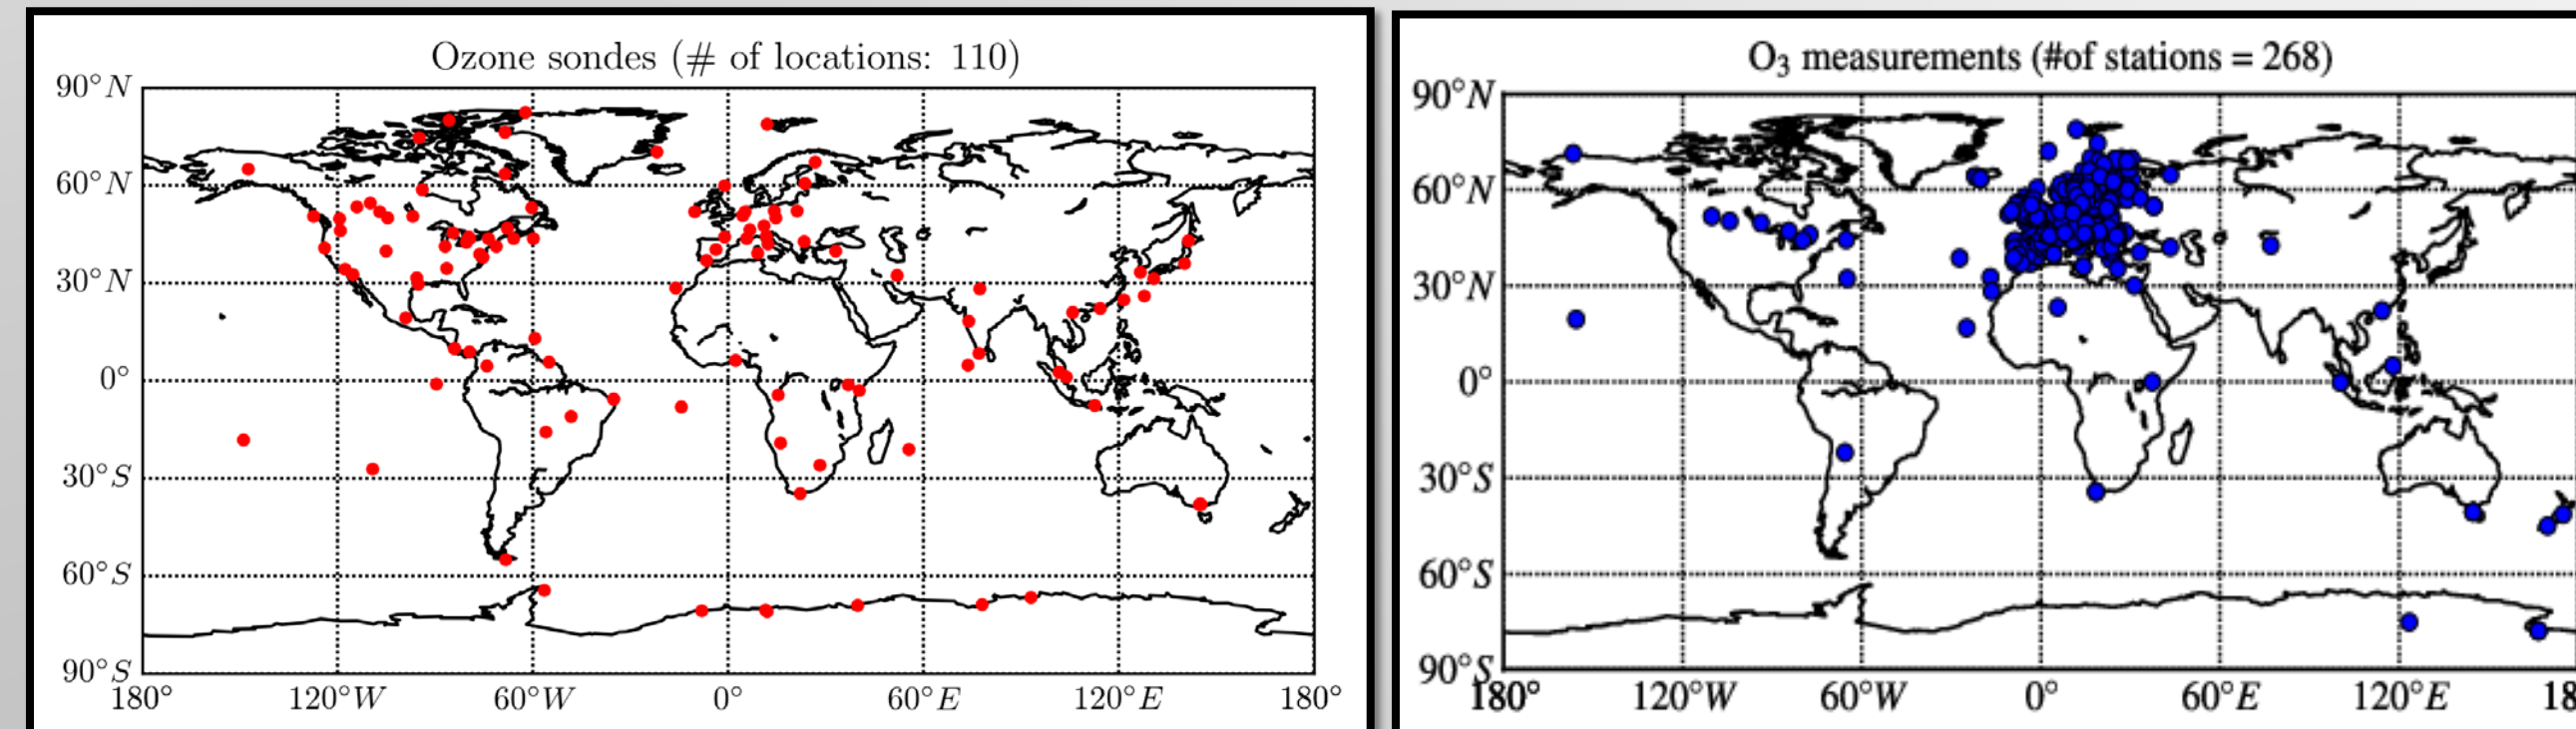 Ozone sondes (# of locations: 110)
90°N
60°N
30°N
0°
30°S
60°S
90°S
180° 120°W 60°W 0° 60°E 120°E 180°
O₃ measurements (#of stations = 268)
90°N
60°N
30°N
0°
30°S
60°S
90°S
180° 120°W 60°W 0° 60°E 120°E 18